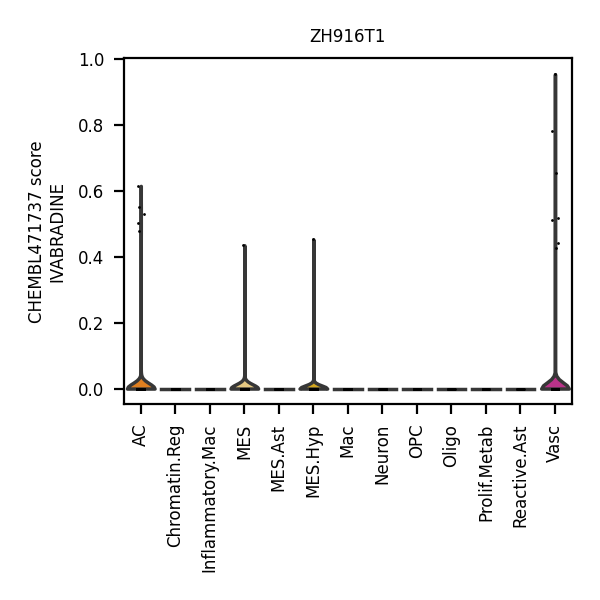 ZH916T1
CHEMBL471737 score
IVABRADINE
1.0
0.8
0.6
0.4
0.2
0.0
AC
Chromatin.Reg
Inflammatory.Mac
MES
MES.Ast
MES.Hyp
Mac
Neuron
OPC
Oligo
Prolif.Metab
Reactive.Ast
Vasc